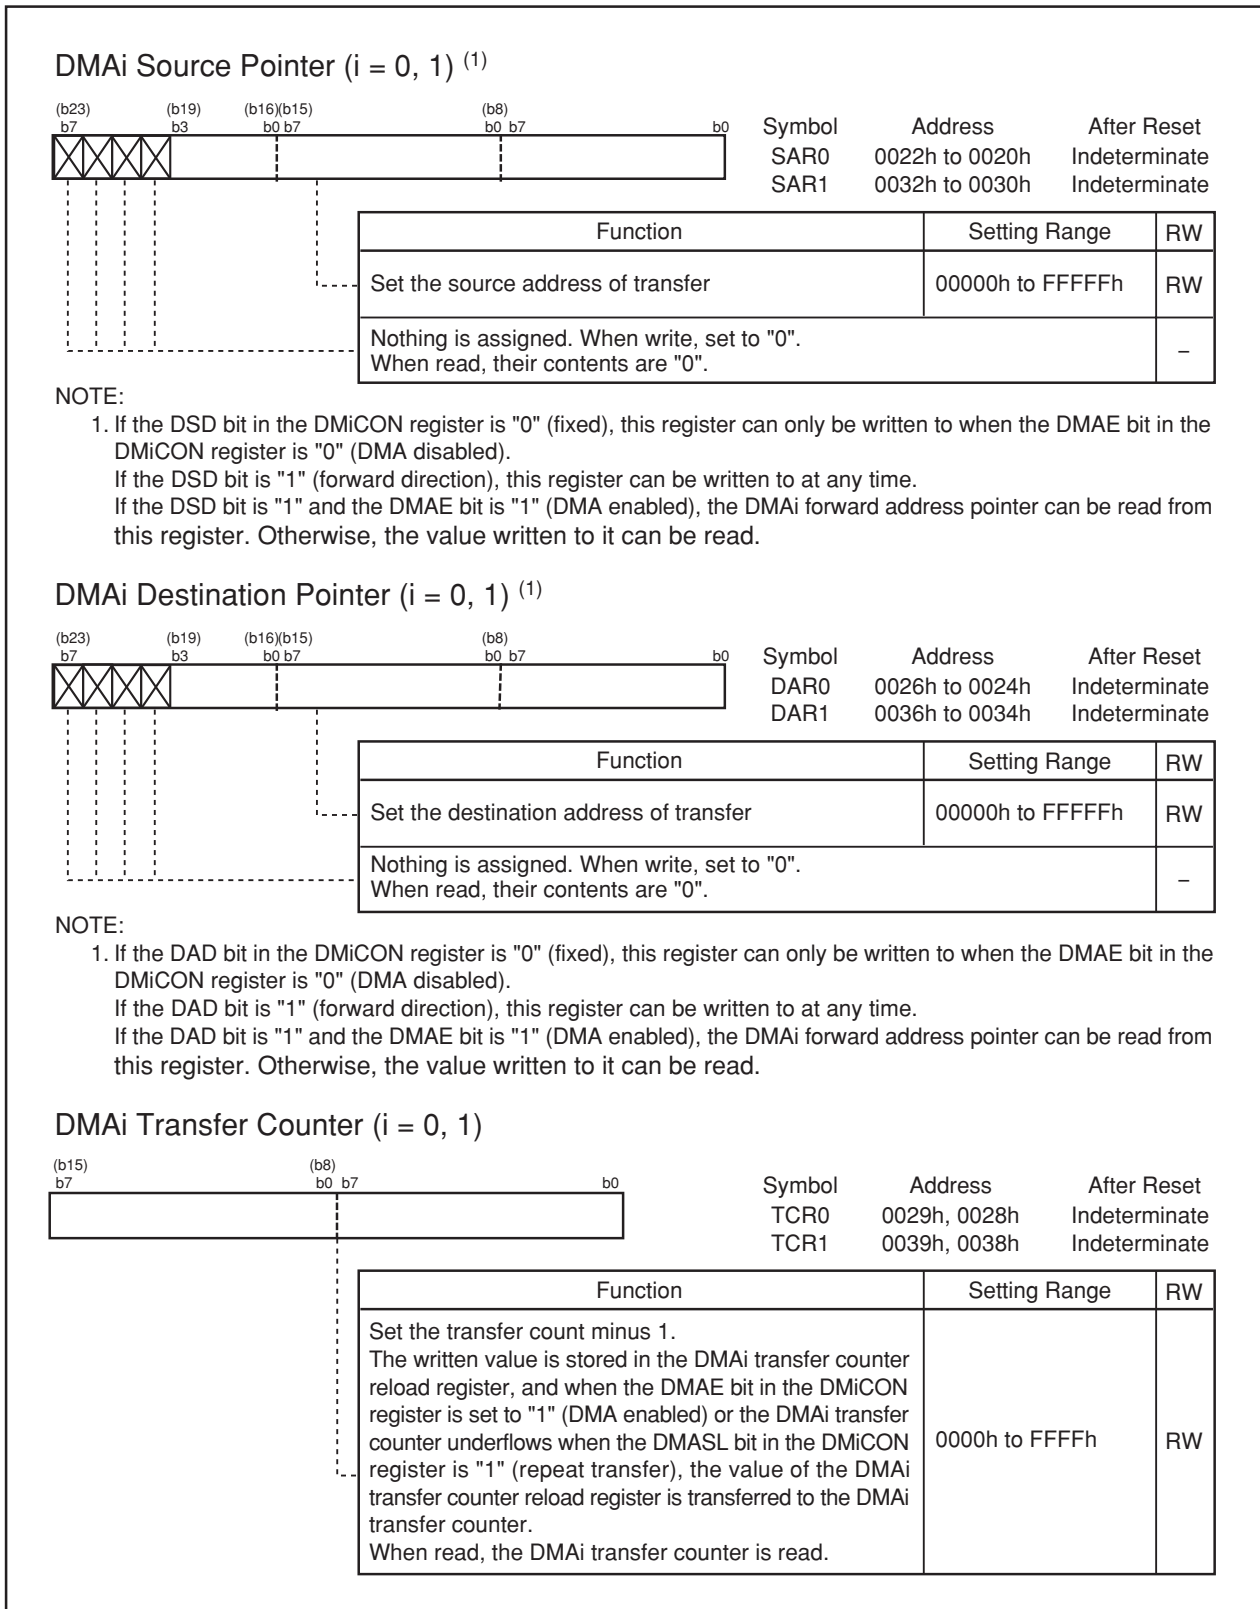 DMAi Source Pointer (i = 0, 1) (1)
(b23) (b19) (b16)(b15) (b8)
b7 b3 b0 b7 b0 b7 b0
Symbol Address After Reset
SAR0 0022h to 0020h Indeterminate
SAR1 0032h to 0030h Indeterminate
Function Setting Range RW
Set the source address of transfer 00000h to FFFFFh RW
Nothing is assigned. When write, set to "0".
When read, their contents are "0".
–
NOTE:
1. If the DSD bit in the DMiCON register is "0" (fixed), this register can only be written to when the DMAE bit in the
DMiCON register is "0" (DMA disabled).
If the DSD bit is "1" (forward direction), this register can be written to at any time.
If the DSD bit is "1" and the DMAE bit is "1" (DMA enabled), the DMAi forward address pointer can be read from
this register. Otherwise, the value written to it can be read.
DMAi Destination Pointer (i = 0, 1) (1)
(b23) (b19) (b16)(b15) (b8)
b7 b3 b0 b7 b0 b7 b0
Symbol Address After Reset
DAR0 0026h to 0024h Indeterminate
DAR1 0036h to 0034h Indeterminate
Function Setting Range RW
Set the destination address of transfer 00000h to FFFFFh RW
Nothing is assigned. When write, set to "0".
When read, their contents are "0".
–
NOTE:
1. If the DAD bit in the DMiCON register is "0" (fixed), this register can only be written to when the DMAE bit in the
DMiCON register is "0" (DMA disabled).
If the DAD bit is "1" (forward direction), this register can be written to at any time.
If the DAD bit is "1" and the DMAE bit is "1" (DMA enabled), the DMAi forward address pointer can be read from
this register. Otherwise, the value written to it can be read.
DMAi Transfer Counter (i = 0, 1)
(b15) (b8)
b7 b0 b7 b0
Symbol Address After Reset
TCR0 0029h, 0028h Indeterminate
TCR1 0039h, 0038h Indeterminate
Function Setting Range RW
Set the transfer count minus 1.
The written value is stored in the DMAi transfer counter
reload register, and when the DMAE bit in the DMiCON
register is set to "1" (DMA enabled) or the DMAi transfer
counter underflows when the DMASL bit in the DMiCON
register is "1" (repeat transfer), the value of the DMAi
transfer counter reload register is transferred to the DMAi
transfer counter.
When read, the DMAi transfer counter is read.
0000h to FFFFh RW